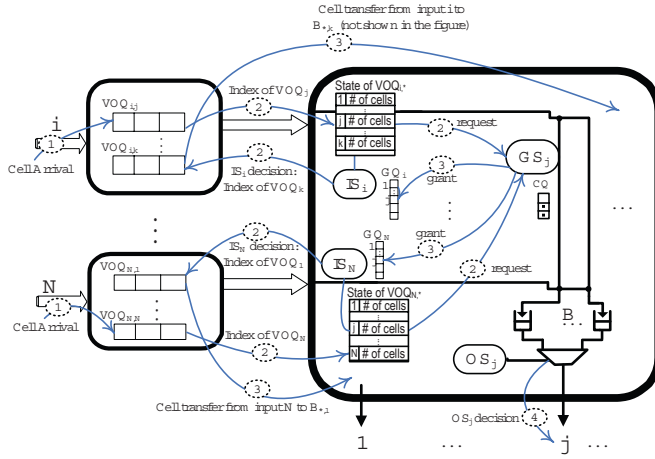 Cell transfer from input i to
B*,k (not shown in the figure)
3
Index of VOQj
State of VOQi,*
1 # of cells
VOQi,j
2
i
j # of cells
2
request
1
VOQi,k
2
k # of cells
GSj
Cell Arrival
ISi decision:
Index of VOQk
ISi
GQi
1
j
3
grant
CQ
...
ISN decision:
Index of VOQ1
2
ISN
GQN
1
j
grant
3
N
VOQN,1
2
request
1
State of VOQN,*
1 # of cells
Cell Arrival
VOQN,N
Index of VOQN
j # of cells
B
...
2
N # of cells
OSj
3
Cell transfer from input N to B*,1
OSj decision
4
1
...
j
...